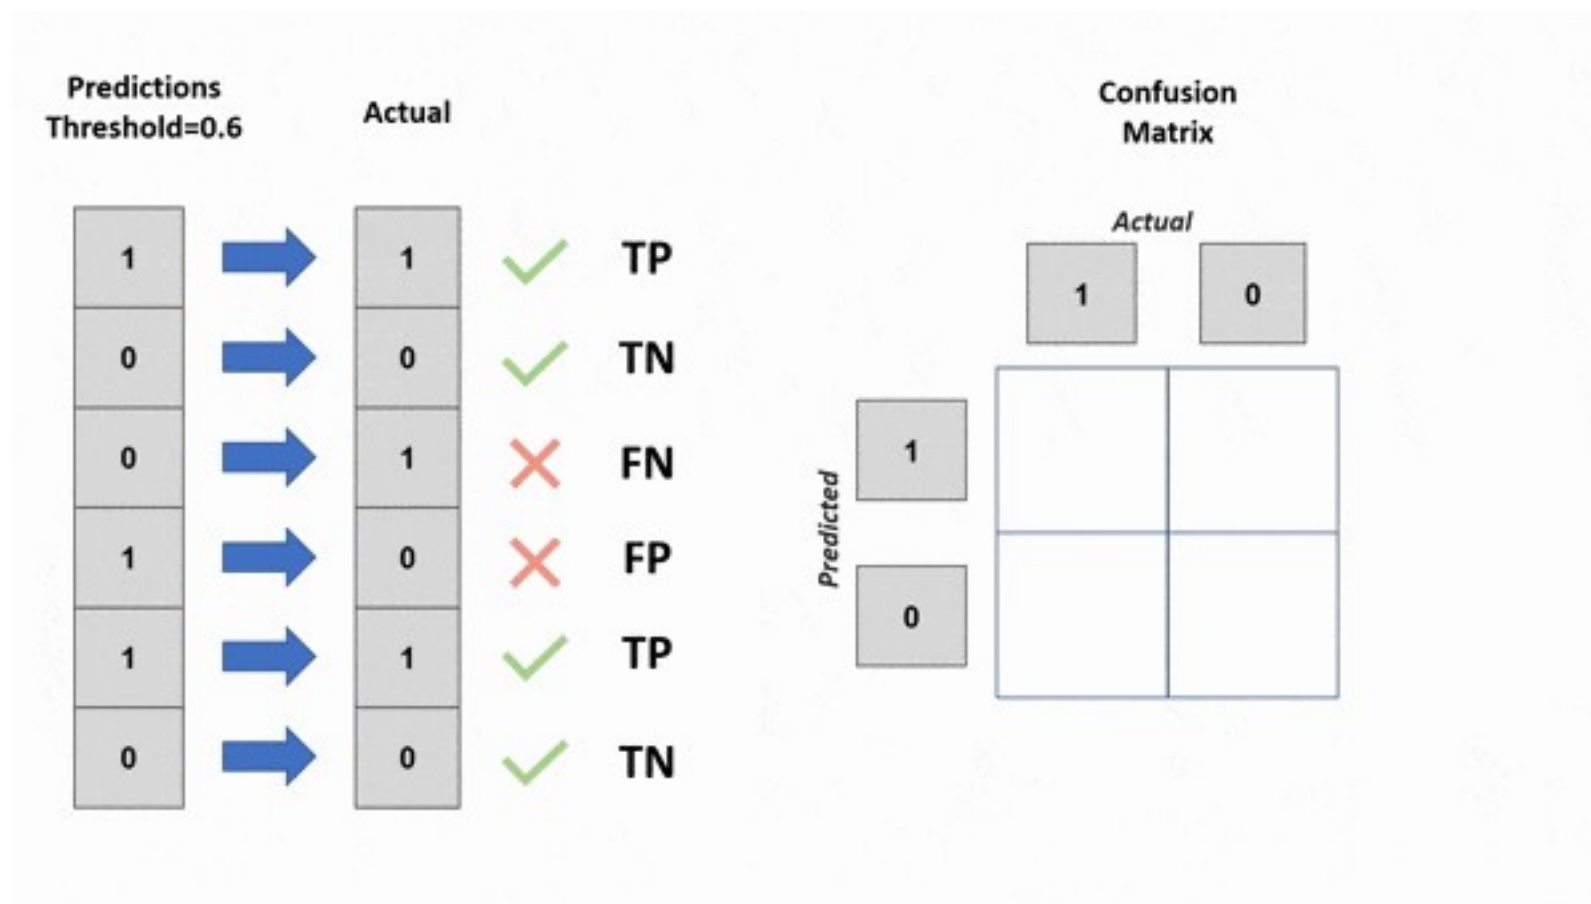 Predictions
Threshold=0.6
Actual
1
1
TP
0
0
TN
0
1
FN
1
0
FP
1
1
TP
0
0
TN
Confusion
Matrix
Actual
1
0
Predicted
1
0